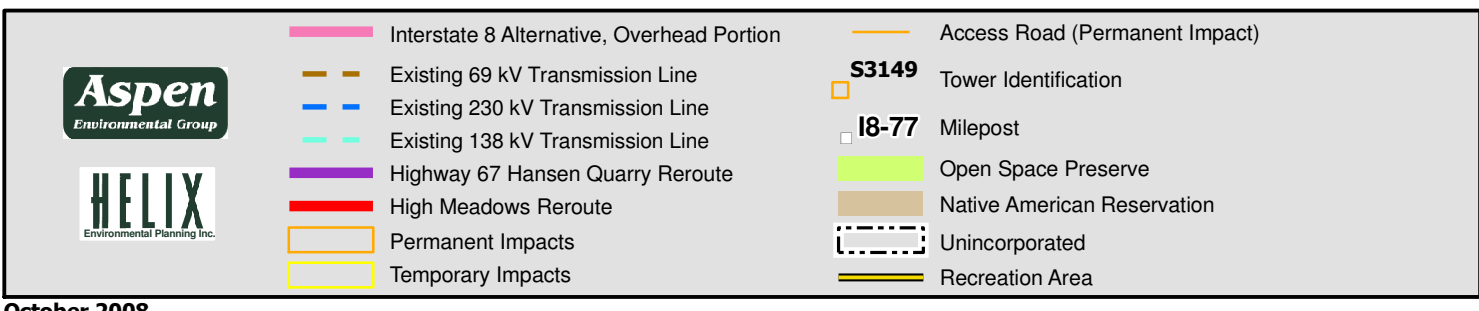 Aspen
Environmental Group
HELIX
Environmental Planning Inc.
Interstate 8 Alternative, Overhead Portion
Existing 69 kV Transmission Line
Existing 230 kV Transmission Line
Existing 138 kV Transmission Line
Highway 67 Hansen Quarry Reroute
High Meadows Reroute
Permanent Impacts
Temporary Impacts
Access Road (Permanent Impact)
S3149
Tower Identification
I8-77
Milepost
Open Space Preserve
Native American Reservation
Unincorporated
Recreation Area
October 2008